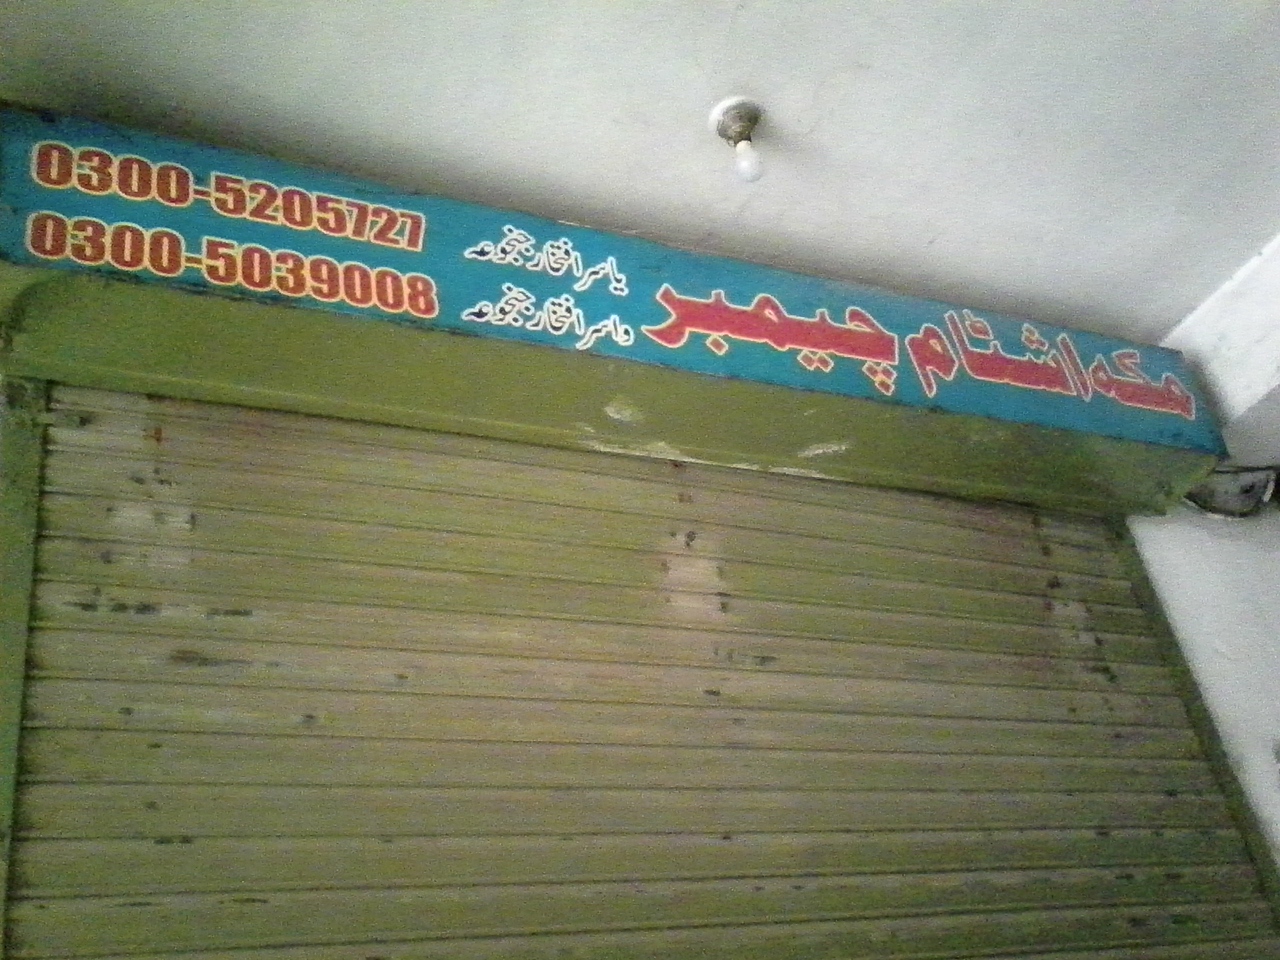 مکہ اشٹام چیمبر
یاسر افتخار جنجوعہ
واسر افتخار جنجوعہ
0300-5205727
0300-5039008